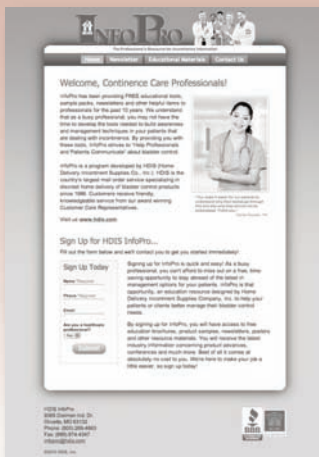 INFOPRO
The Professional's Resource for Incontinence Information
Home Newsletter Educational Materials Contact Us
Welcome, Continence Care Professionals!
InfoPro has been providing FREE educational tools,
sample packs, newsletters and other helpful items to
professionals for the past 10 years. We understand
that as a busy professional, you may not have the
time to develop the tools needed to build awareness
and management techniques in your patients that
are dealing with incontinence. By providing you with
these tools, InfoPro strives to "Help Professionals
and Patients Communicate" about bladder control.
InfoPro is a program developed by HDIS (Home
Delivery Incontinent Supplies Co., Inc.). HDIS is the
country's largest mail order service specializing in
discreet home delivery of bladder control products
since 1986. Customers receive friendly,
knowledgeable service from our award winning
Customer Care Representatives.
Visit us www.hdis.com
Sign Up for HDIS InfoPro...
Fill out the form below and we'll contact you to get you started immediately!
Sign Up Today
Name
Phone
Email
Are you a healthcare
professional?
Yes
Signing up for InfoPro is quick and easy! As a busy
professional, you can't afford to miss out on a free, time
saving opportunity to stay abreast of the latest in
management options for your patients. InfoPro is that
opportunity, an education resource designed by Home
Delivery Incontinent Supplies Company, Inc. to help your
patients or clients better manage their bladder control
needs.
By signing up for InfoPro, you will have access to free
education brochures, product samples, newsletters, posters
and other resource materials. You will receive the latest
industry information concerning product advances,
conferences and much more. Best of all it comes at
absolutely no cost to you. We're here to make your job a
little easier, so sign up today!
HDIS InfoPro
Olivette, MO 63132
BBB